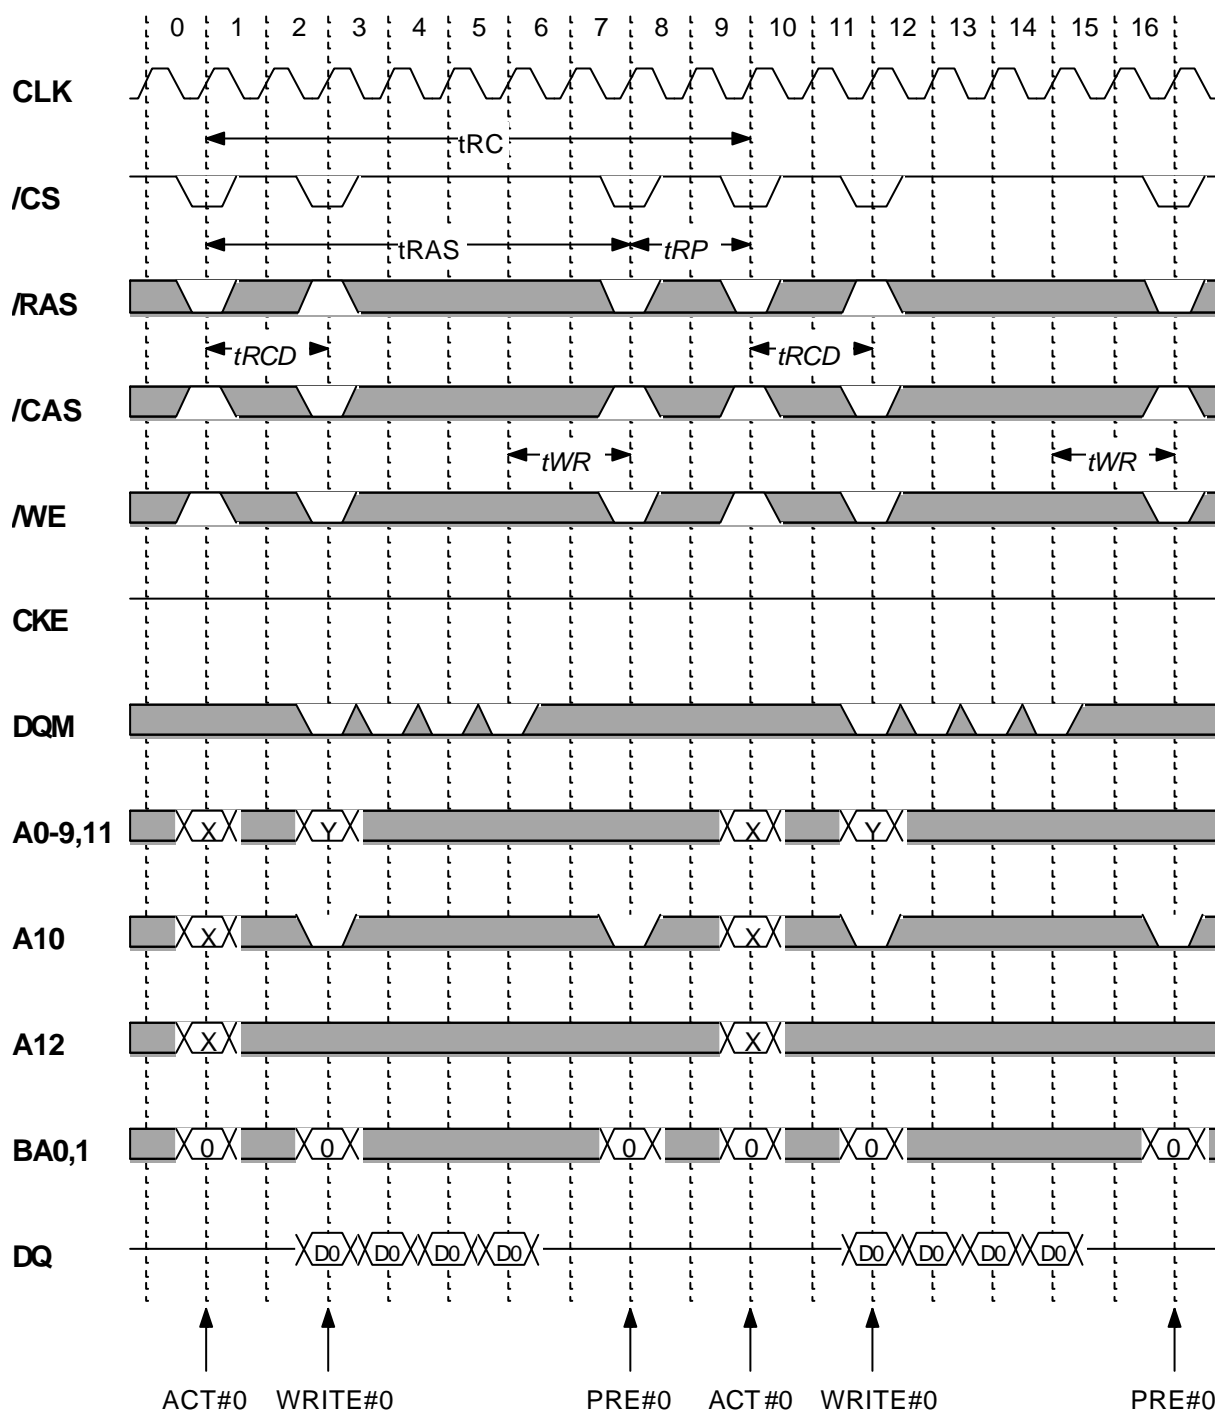 0 1 2 3 4 5 6 7 8 9 10 11 12 13 14 15 16
CLK
tRC
/CS
tRAS tRP
/RAS
tRCD tRCD
/CAS
tWR tWR
/WE
CKE
DQM
A0-9,11 X Y X Y
A10 X X
A12 X X
BA0,1 0 0 0 0 0 0
DQ D0 D0 D0 D0 D0 D0 D0 D0
ACT#0 WRITE#0 PRE#0 ACT#0 WRITE#0 PRE#0